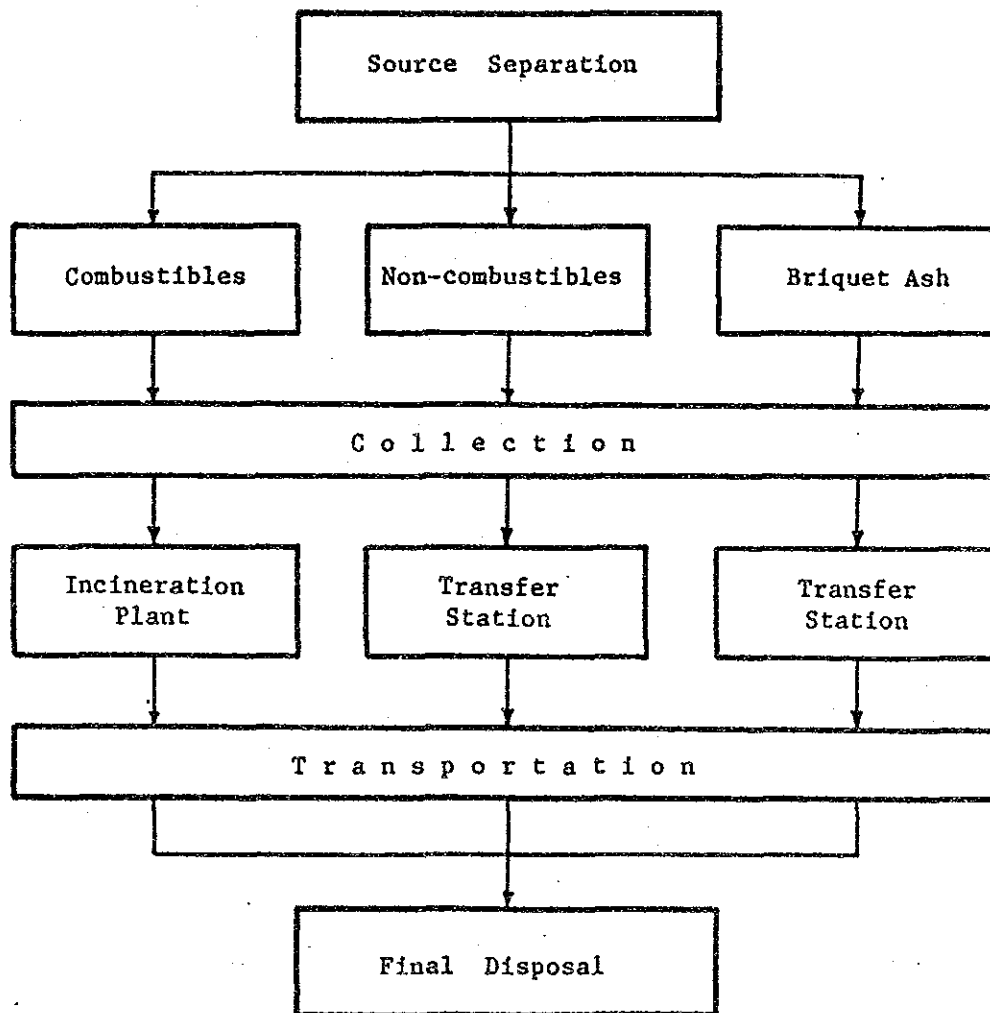 Source Separation
Combustibles
Non-combustibles
Briquet Ash
Collection
Incineration
Plant
Transfer
Station
Transfer
Station
Transportation
Final Disposal